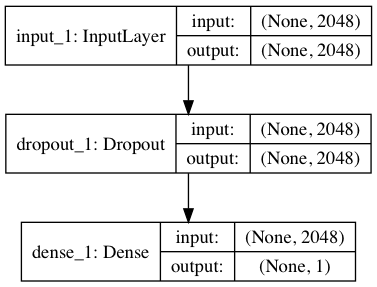 input_1: InputLayer
input: (None, 2048)
output: (None, 2048)
dropout_1: Dropout
input: (None, 2048)
output: (None, 2048)
dense_1: Dense
input: (None, 2048)
output: (None, 1)